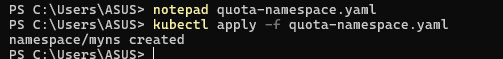 PS C:\Users\ASUS> notepad quota-namespace.yaml
PS C:\Users\ASUS> kubectl apply -f quota-namespace.yaml
namespace/myns created
PS C:\Users\ASUS>